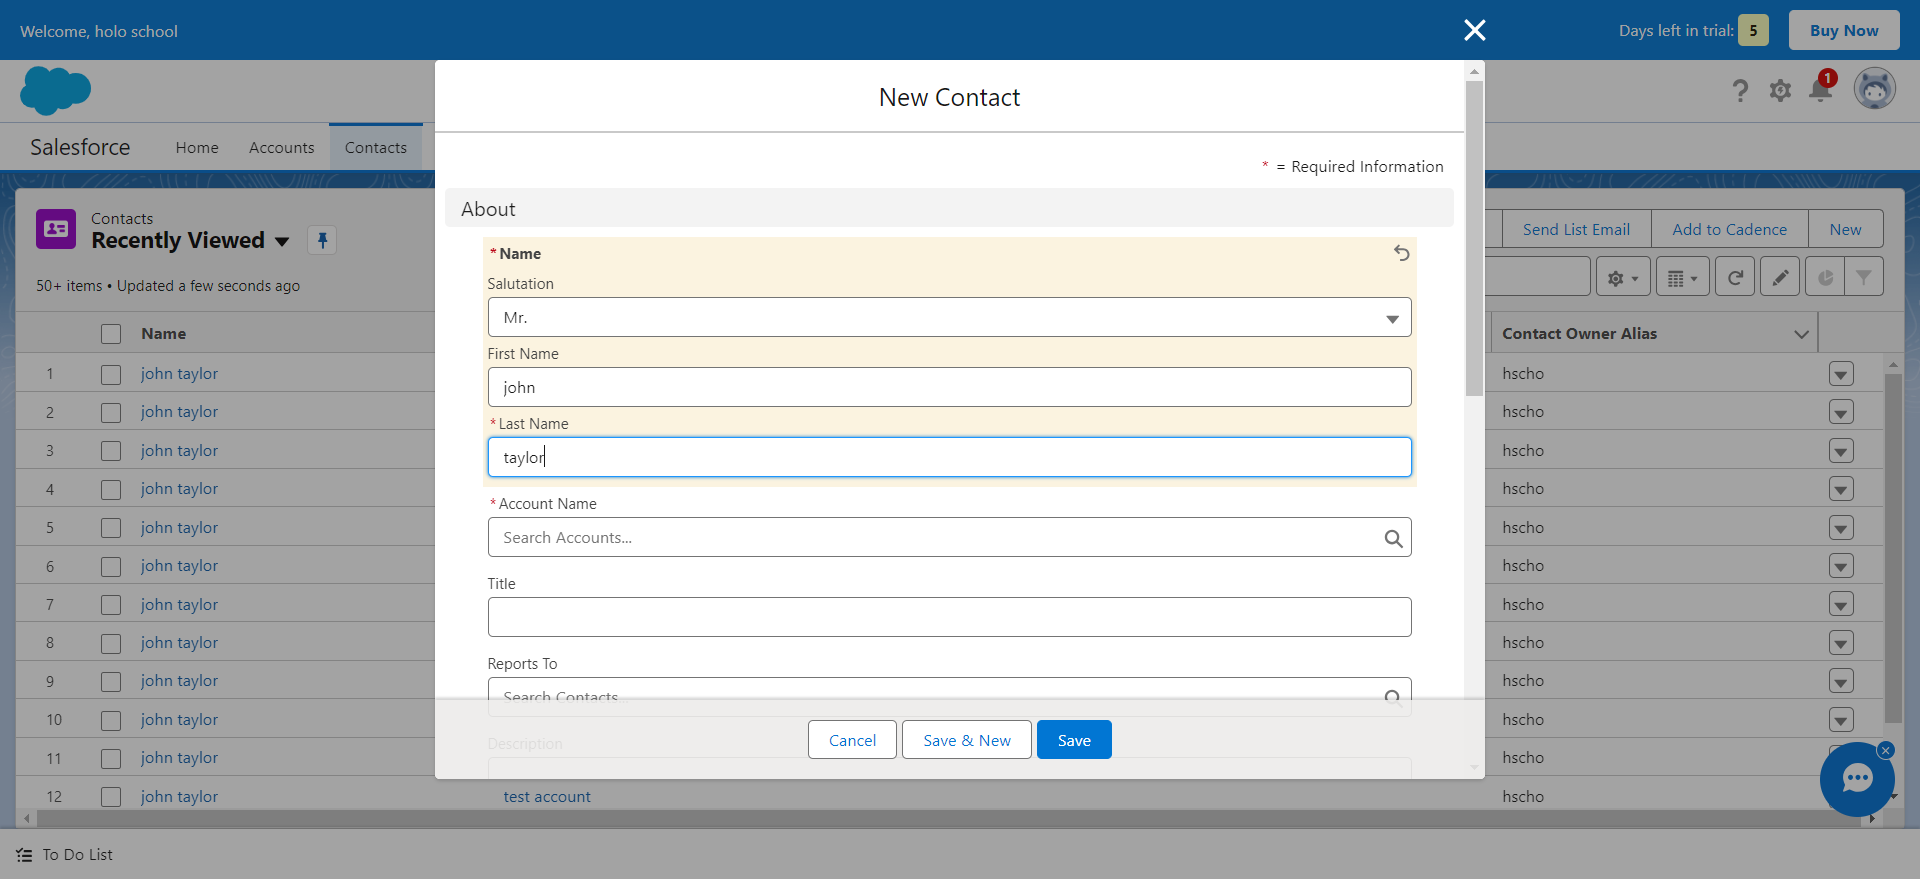 Welcome, holo school
Days left in trial: 5
Buy Now
1
Salesforce
Home
Accounts
Contacts
New Contact
* = Required Information
About
*Name
Salutation
Mr.
First Name
john
*Last Name
taylor
*Account Name
Search Accounts...
Title
Reports To
Search Contacts...
Description
Cancel
Save & New
Save
Contacts
Recently Viewed
50+ items • Updated a few seconds ago
Send List Email
Add to Cadence
New
Name
Contact Owner Alias
1 john taylor hscho
2 john taylor hscho
3 john taylor hscho
4 john taylor hscho
5 john taylor hscho
6 john taylor hscho
7 john taylor hscho
8 john taylor hscho
9 john taylor hscho
10 john taylor hscho
11 john taylor hscho
12 john taylor test account hscho
To Do List